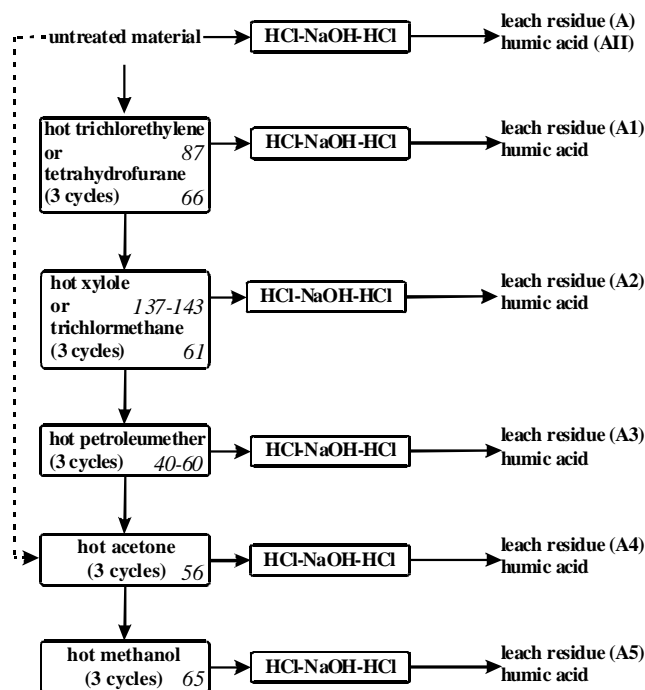 untreated material
HCl-NaOH-HCl
leach residue (A)
humic acid (AII)
hot trichlorethylene
or 87
tetrahydrofurane
(3 cycles) 66
HCl-NaOH-HCl
leach residue (A1)
humic acid
hot xylole
or 137-143
trichlormethane
(3 cycles) 61
HCl-NaOH-HCl
leach residue (A2)
humic acid
hot petroleumether
(3 cycles) 40-60
HCl-NaOH-HCl
leach residue (A3)
humic acid
hot acetone
(3 cycles) 56
HCl-NaOH-HCl
leach residue (A4)
humic acid
hot methanol
(3 cycles) 65
HCl-NaOH-HCl
leach residue (A5)
humic acid